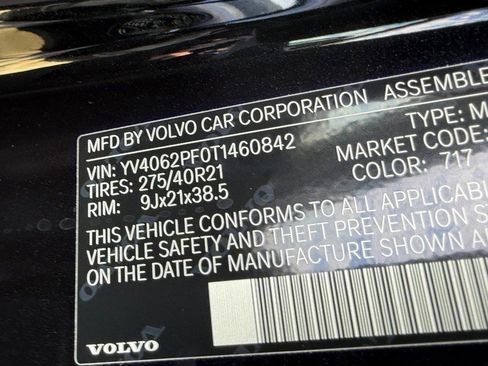 MFD BY VOLVO CAR CORPORATION ASSEMBLE
VIN: YV4062PF0T1460842 TYPE: M
TIRES: 275/40R21 MARKET CODE:
RIM: 9Jx21x38.5 COLOR: 717
THIS VEHICLE CONFORMS TO ALL APPLICABL
VEHICLE SAFETY AND THEFT PREVENTION
ON THE DATE OF MANUFACTURE SHOWN A
VOLVO